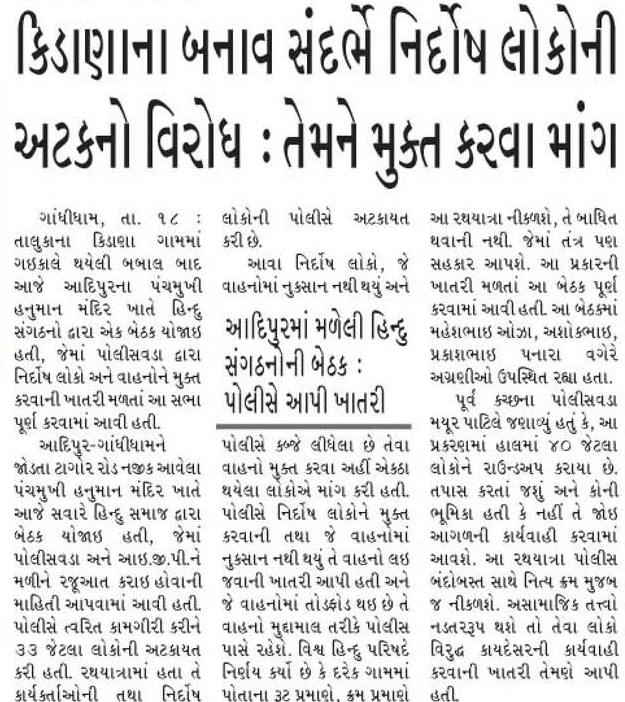 કિડાણાના બનાવ સંદર્ભે નિર્દોષ લોકોની
અટકનો વિરોધ : તેમને મુક્ત કરવા માંગ
ગાંધીધામ, તા. ૧૮ :
તાલુકાના કિડાણા ગામમાં
ગઇકાલે થયેલી બબાલ બાદ
આજે આદિપુરના પંચમુખી
હનુમાન મંદિર ખાતે હિન્દુ
સંગઠનો દ્વારા એક બેઠક યોજાઇ
હતી, જેમાં પોલીસવડા દ્વારા
નિર્દોષ લોકો અને વાહનોને મુક્ત
કરવાની ખાતરી મળતાં આ સભા
પૂર્ણ કરવામાં આવી હતી.
આદિપુર-ગાંધીધામને
જોડતા ટાગોર રોડ નજીક આવેલા
પંચમુખી હનુમાન મંદિર ખાતે
આજે સવારે હિન્દુ સમાજ દ્વારા
બેઠક યોજાઇ હતી, જેમાં
પોલીસવડા અને આઇ.જી.પી.ને
મળીને રજૂઆત કરાઇ હોવાની
માહિતી આપવામાં આવી હતી.
પોલીસે ત્વરિત કામગીરી કરીને
૩૩ જેટલા લોકોની અટકાયત
કરી હતી. રથયાત્રામાં હતા તે
કાર્યકર્તાઓની તથા નિર્દોષ
લોકોની પોલીસે અટકાયત
કરી છે.
આવા નિર્દોષ લોકો, જે
વાહનોમાં નુકસાન નથી થયું અને
આદિપુરમાં મળેલી હિન્દુ
સંગઠનોની બેઠક :
પોલીસે આપી ખાતરી
પોલીસે કબ્જે લીધેલા છે તેવા
વાહનો મુક્ત કરવા અહીં એકઠા
થયેલા લોકોએ માંગ કરી હતી.
પોલીસે નિર્દોષ લોકોને મુક્ત
કરવાની તથા જે વાહનોમાં
નુકસાન નથી થયું તે વાહનો લઇ
જવાની ખાતરી આપી હતી અને
જે વાહનોમાં તોડફોડ થઇ છે તે
વાહનો મુદ્દામાલ તરીકે પોલીસ
પાસે રહેશે. વિશ્વ હિન્દુ પરિષદે
નિર્ણય કર્યો છે કે દરેક ગામમાં
પોતાના રૂટ પ્રમાણે, ક્રમ પ્રમાણે
આ રથયાત્રા નીકળશે, તે બાધિત
થવાની નથી. જેમાં તંત્ર પણ
સહકાર આપશે. આ પ્રકારની
ખાતરી મળતાં આ બેઠક પૂર્ણ
કરવામાં આવી હતી. આ બેઠકમાં
મહેશભાઇ ઓઝા, અશોકભાઇ,
પ્રકાશભાઇ પનારા વગેરે
અગ્રણીઓ ઉપસ્થિત રહ્યા હતા.
પૂર્વ કચ્છના પોલીસવડા
મયૂર પાટિલે જણાવ્યું હતું કે, આ
પ્રકરણમાં હાલમાં ૪૦ જેટલા
લોકોને રાઉન્ડઅપ કરાયા છે.
તપાસ કરતાં જશું અને કોની
ભૂમિકા હતી કે નહીં તે જોઇ
આગળની કાર્યવાહી કરવામાં
આવશે. આ રથયાત્રા પોલીસ
બંદોબસ્ત સાથે નિત્ય ક્રમ મુજબ
જ નીકળશે. અસામાજિક તત્ત્વો
નડતરરૂપ થશે તો તેવા લોકો
વિરુદ્ધ કાયદેસરની કાર્યવાહી
કરવાની ખાતરી તેમણે આપી
હતી.